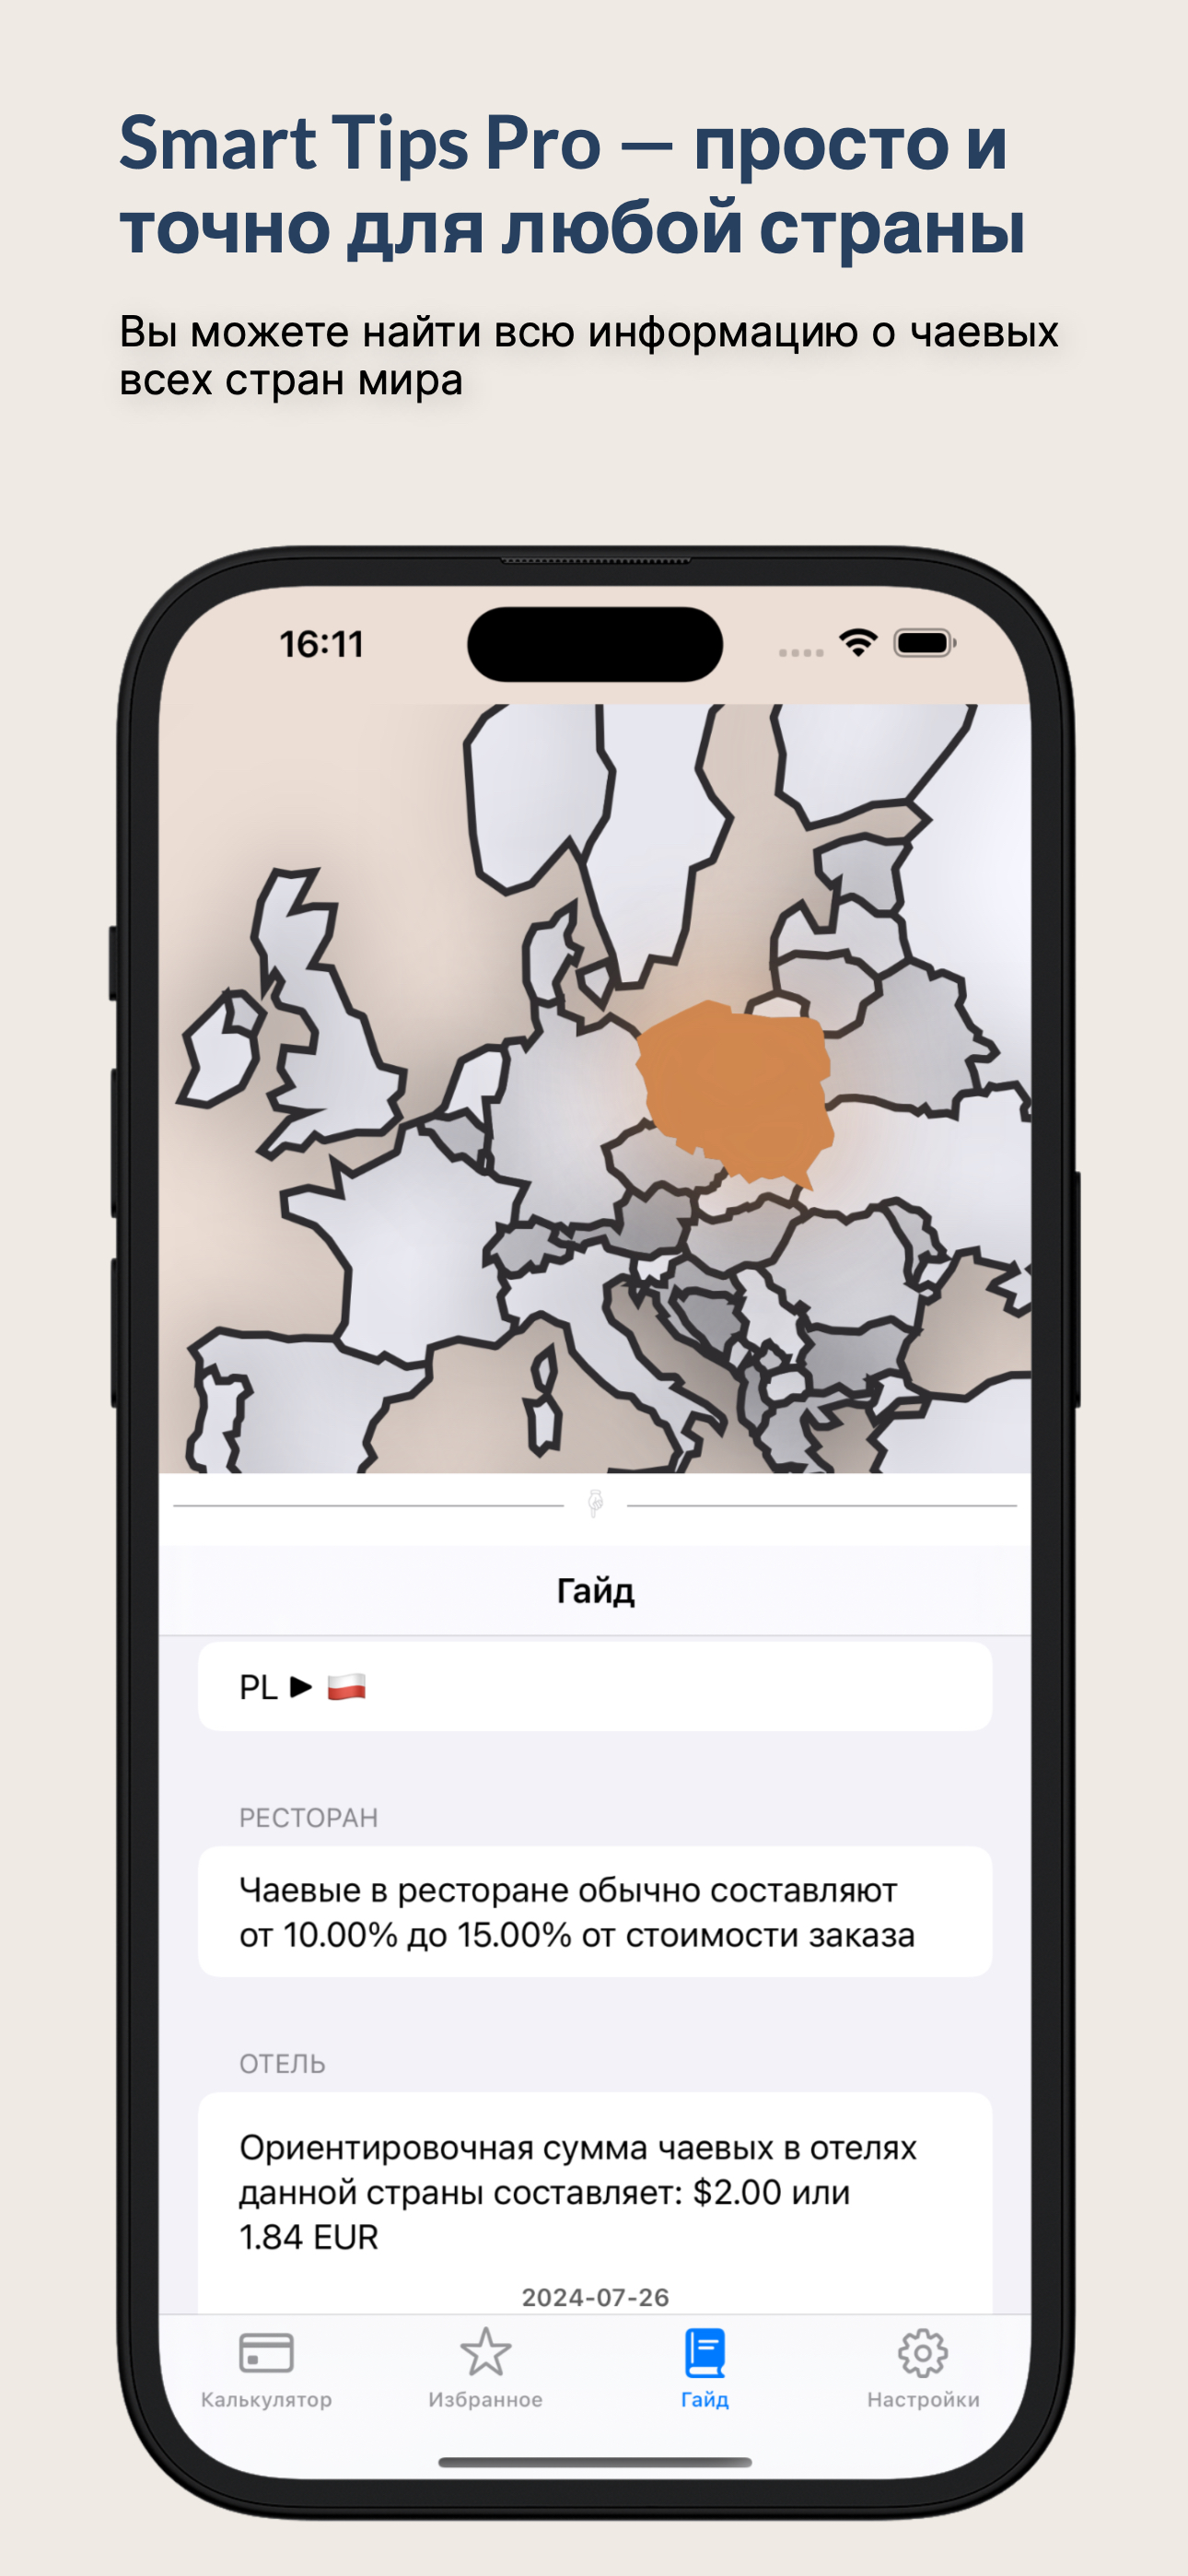 Smart Tips Pro — просто и
точно для любой страны
Вы можете найти всю информацию о чаевых
всех стран мира
16:11
Гайд
PL ▶ 🇵🇱
РЕСТОРАН
Чаевые в ресторане обычно составляют
от 10.00% до 15.00% от стоимости заказа
ОТЕЛЬ
Ориентировочная сумма чаевых в отелях
данной страны составляет: $2.00 или
1.84 EUR
2024-07-26
Калькулятор
Избранное
Гайд
Настройки